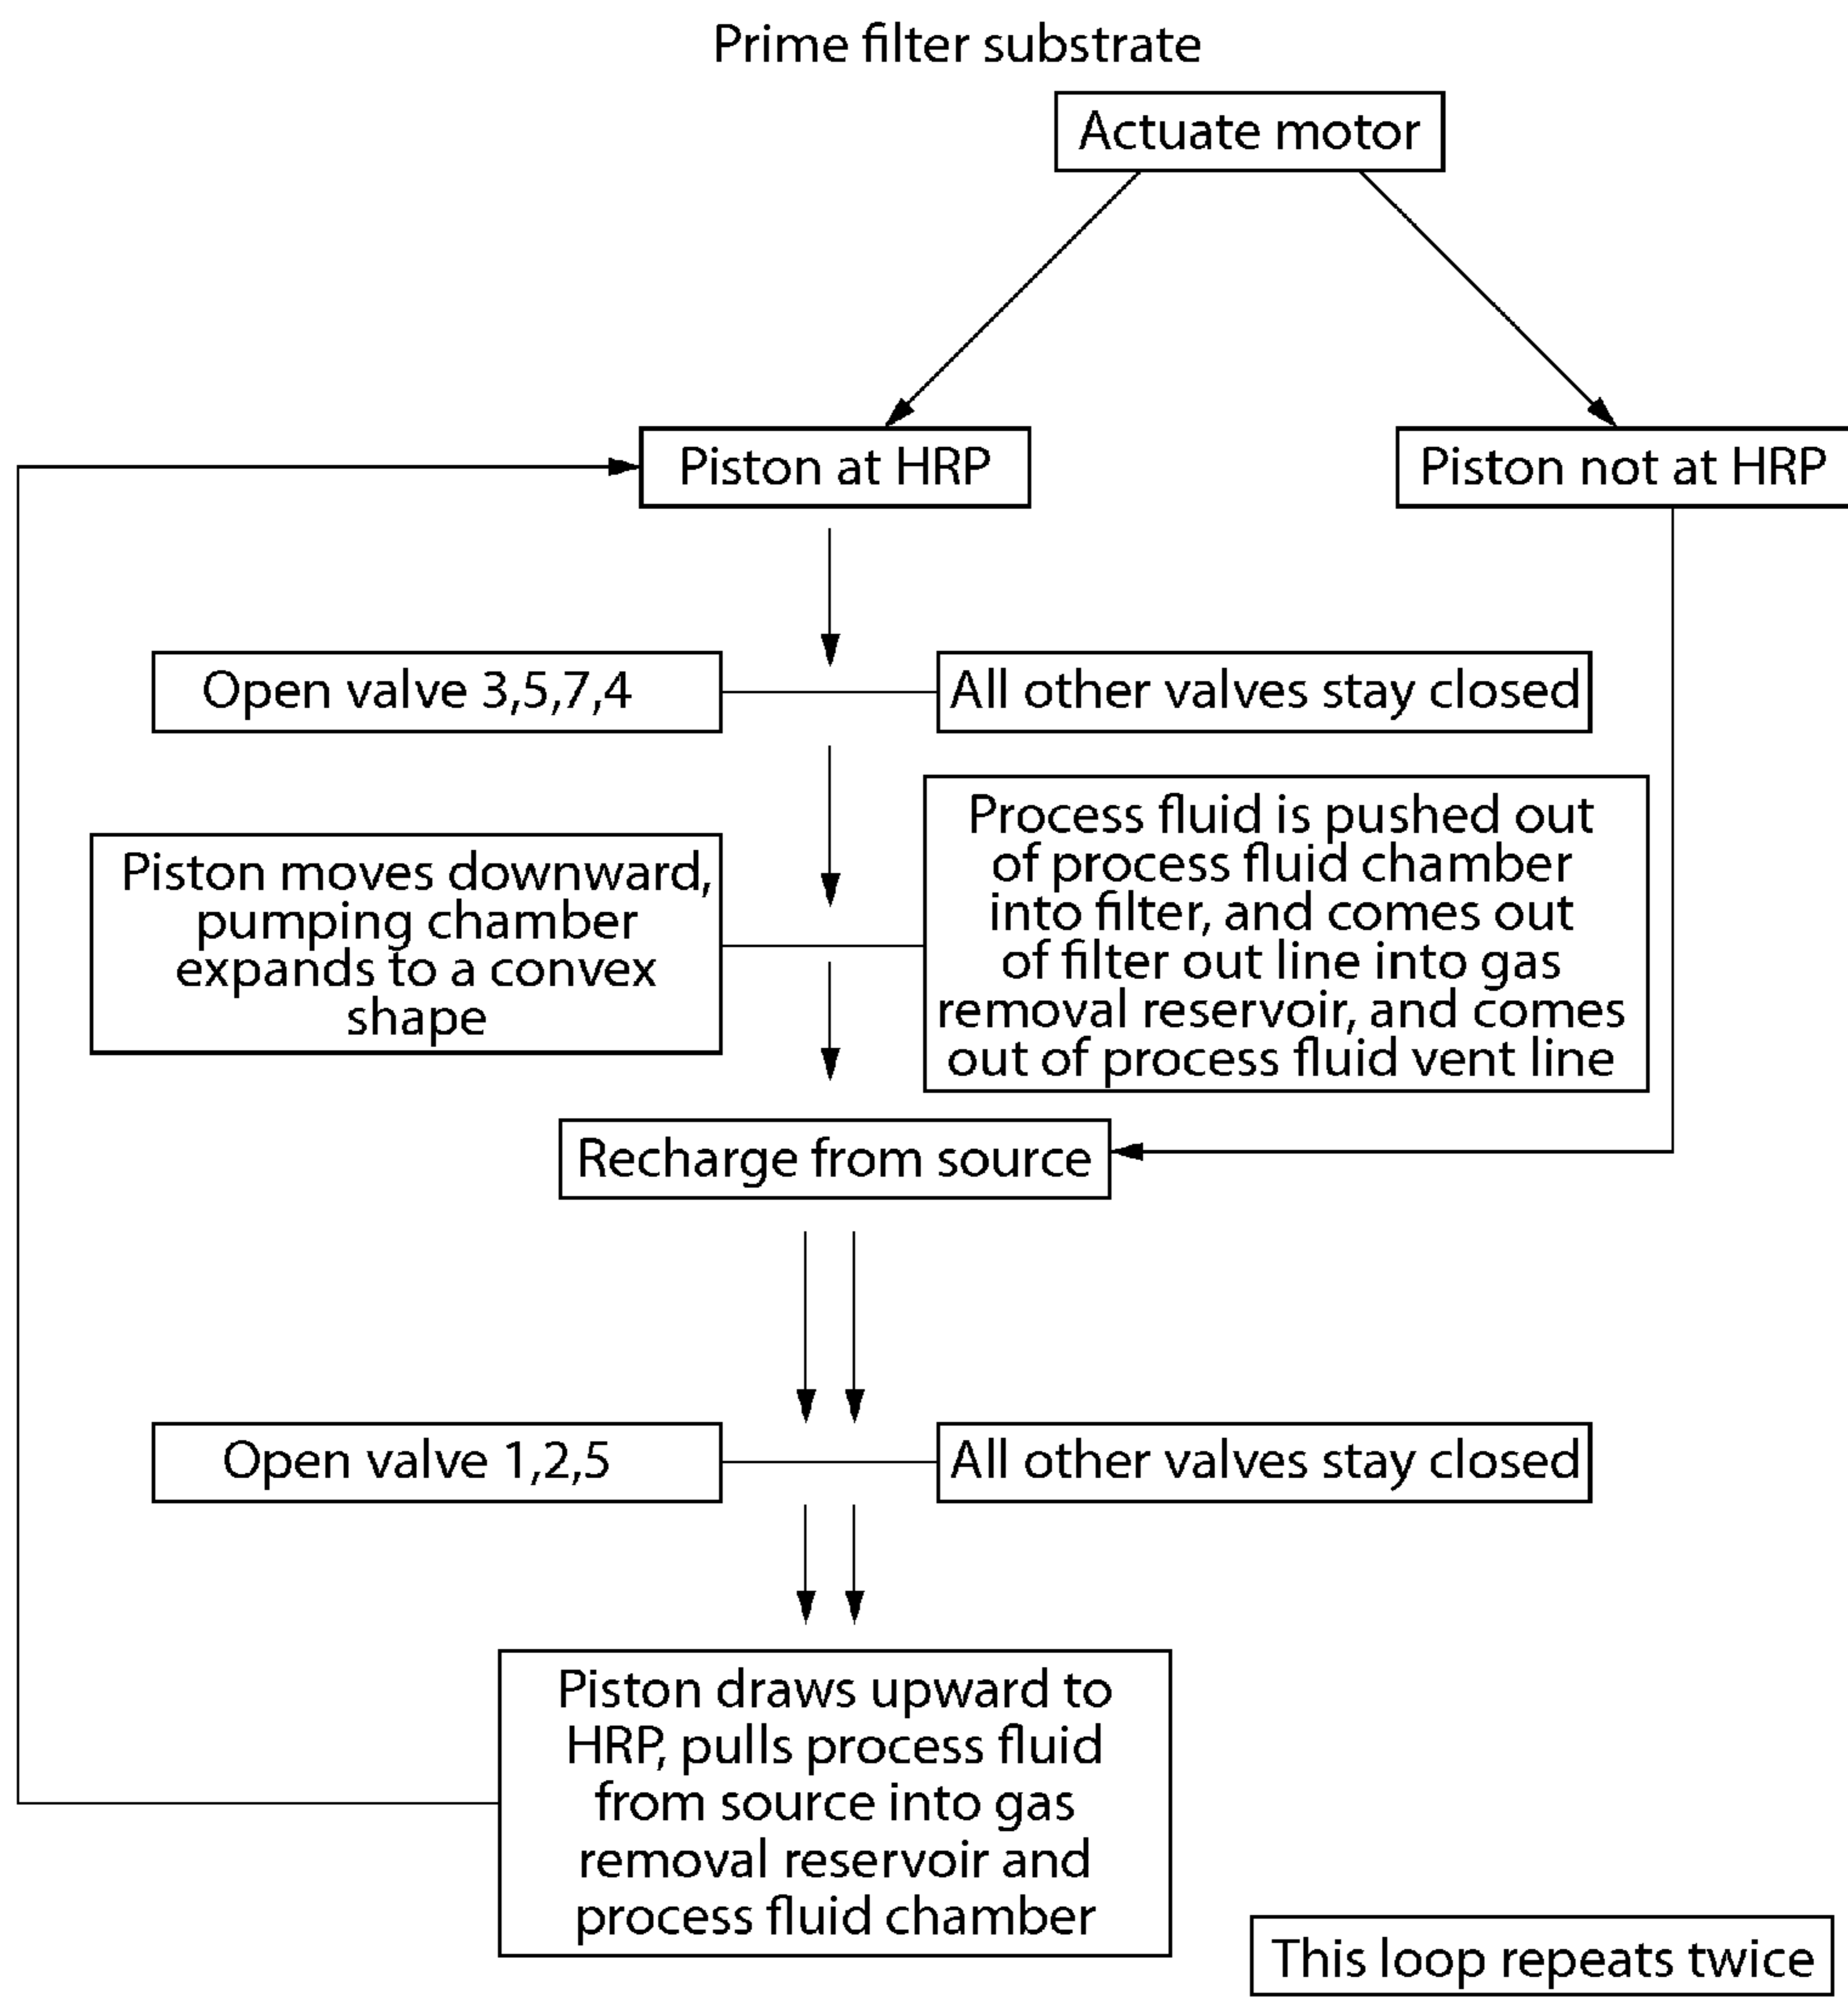 Prime filter substrate
Actuate motor
Piston at HRP
Piston not at HRP
Open valve 3,5,7,4
All other valves stay closed
Piston moves downward,
pumping chamber
expands to a convex
shape
Process fluid is pushed out
of process fluid chamber
into filter, and comes out
of filter out line into gas
removal reservoir, and comes
out of process fluid vent line
Recharge from source
Open valve 1,2,5
All other valves stay closed
Piston draws upward to
HRP, pulls process fluid
from source into gas
removal reservoir and
process fluid chamber
This loop repeats twice